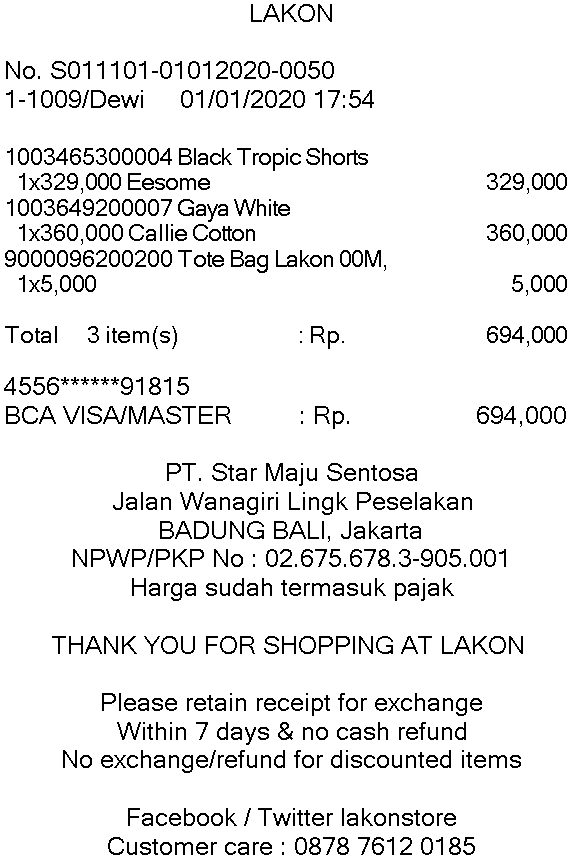 LAKON
No. S011101-01012020-0050
1-1009/Dewi 01/01/2020 17:54
1003465300004 Black Tropic Shorts
1x329,000 Eesome 329,000
1003649200007 Gaya White
1x360,000 Callie Cotton 360,000
9000096200200 Tote Bag Lakon 00M,
1x5,000 5,000
Total 3 item(s) : Rp. 694,000
4556******91815
BCA VISA/MASTER : Rp. 694,000
PT. Star Maju Sentosa
Jalan Wanagiri Lingk Peselakan
BADUNG BALI, Jakarta
NPWP/PKP No : 02.675.678.3-905.001
Harga sudah termasuk pajak
THANK YOU FOR SHOPPING AT LAKON
Please retain receipt for exchange
Within 7 days & no cash refund
No exchange/refund for discounted items
Facebook / Twitter lakonstore
Customer care : 0878 7612 0185